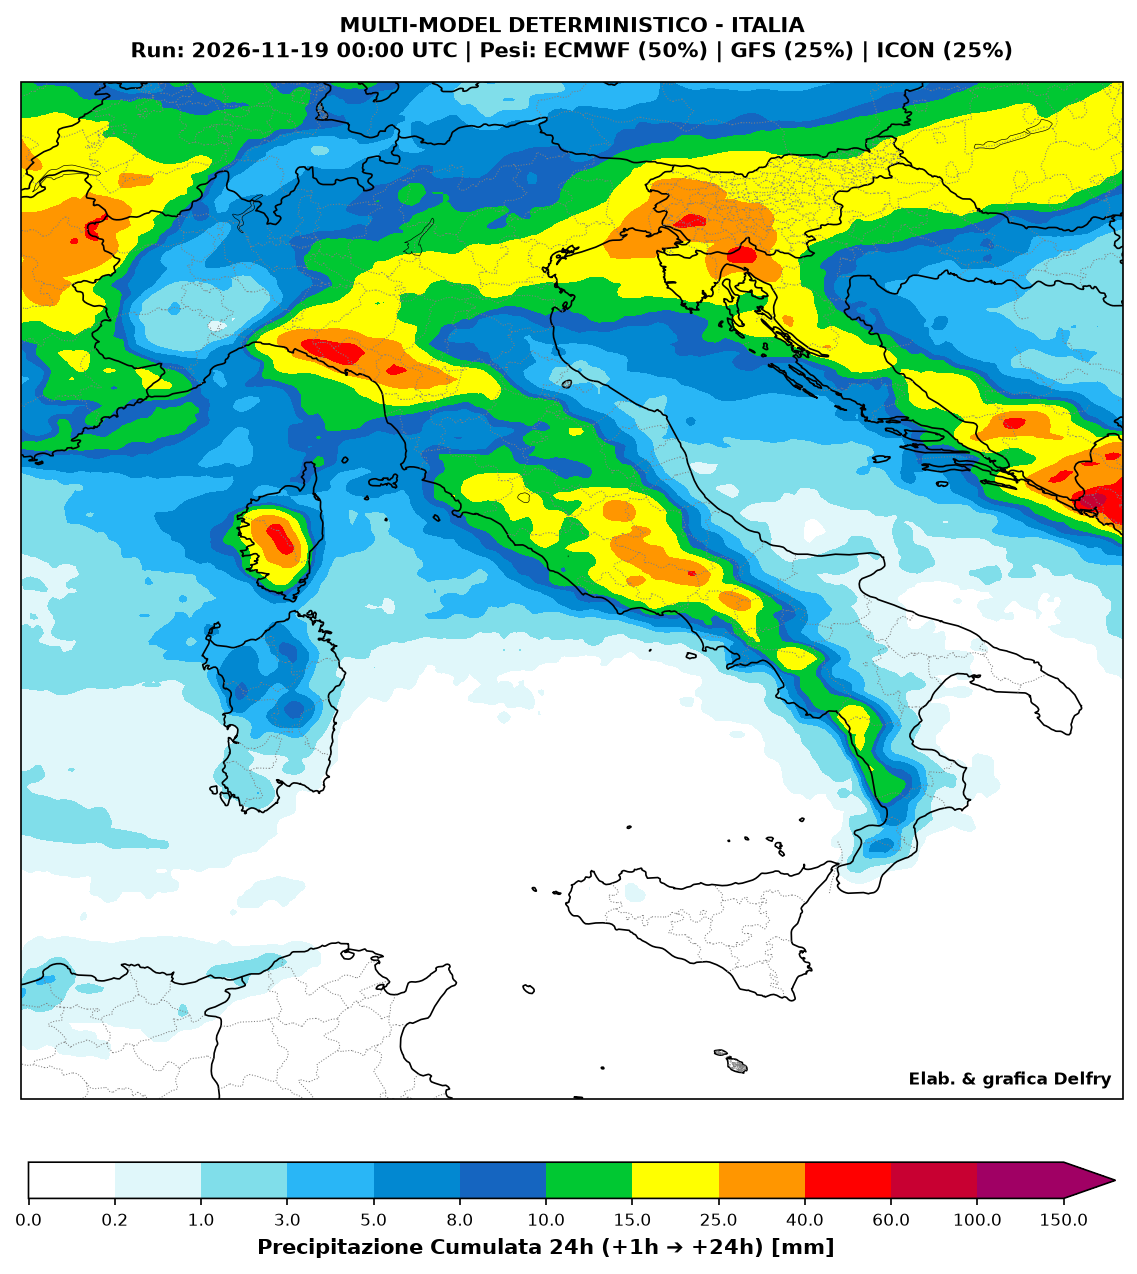 MULTI-MODEL DETERMINISTICO - ITALIA
Run: 2026-11-19 00:00 UTC | Pesi: ECMWF (50%) | GFS (25%) | ICON (25%)
Elab. & grafica Delfry
0.0 0.2 1.0 3.0 5.0 8.0 10.0 15.0 25.0 40.0 60.0 100.0 150.0
Precipitazione Cumulata 24h (+1h → +24h) [mm]